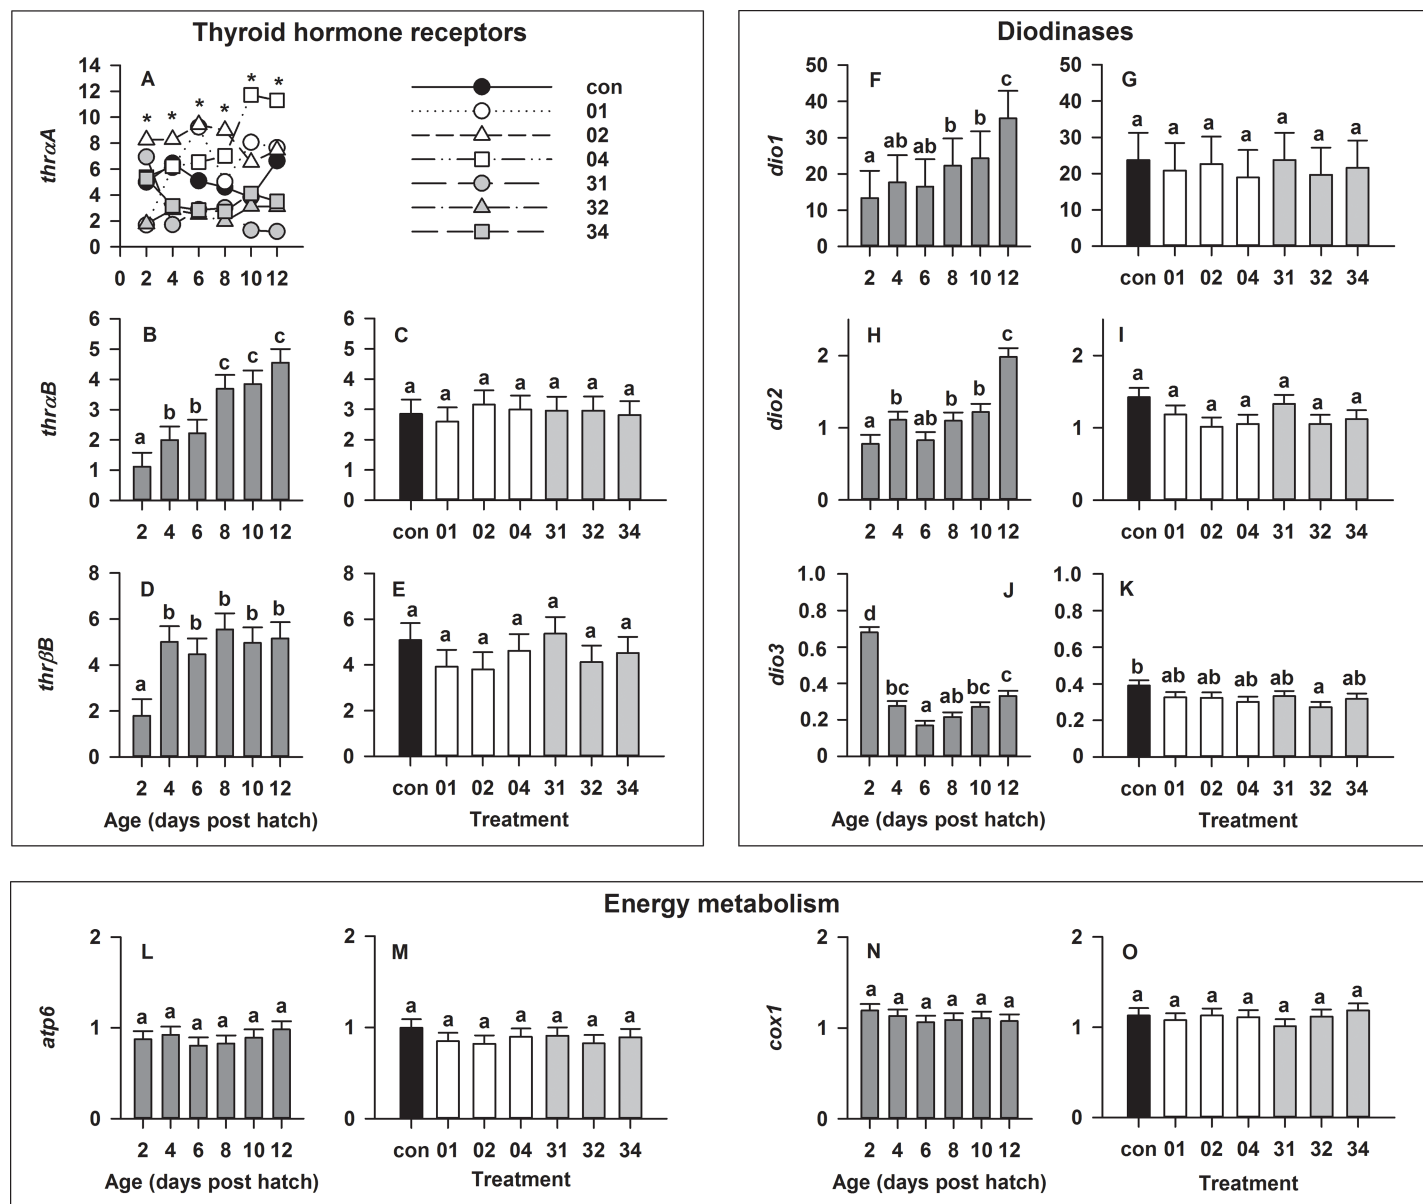 Thyroid hormone receptors
A
thrαA
14
12
10
8
6
4
2
0
* * * * * *
0 2 4 6 8 10 12
con
01
02
04
31
32
34
B
thrαB
6
5
4
3
2
1
0
a b b c c c
2 4 6 8 10 12
C
6
5
4
3
2
1
0
a a a a a a a
con 01 02 04 31 32 34
D
thrβB
8
6
4
2
0
a b b b b b
2 4 6 8 10 12
Age (days post hatch)
E
8
6
4
2
0
a a a a a a a
con 01 02 04 31 32 34
Treatment
Diodinases
F
dio1
50
40
30
20
10
0
a ab ab b b c
2 4 6 8 10 12
G
50
40
30
20
10
0
a a a a a a a
con 01 02 04 31 32 34
H
dio2
2
1
0
a b ab b b c
2 4 6 8 10 12
I
2
1
0
a a a a a a a
con 01 02 04 31 32 34
J
dio3
1.0
0.8
0.6
0.4
0.2
0
d bc a ab bc c
2 4 6 8 10 12
Age (days post hatch)
K
1.0
0.8
0.6
0.4
0.2
0
b ab ab ab ab a ab
con 01 02 04 31 32 34
Treatment
Energy metabolism
L
atp6
2
1
0
a a a a a a
2 4 6 8 10 12
Age (days post hatch)
M
2
1
0
a a a a a a a
con 01 02 04 31 32 34
Treatment
N
cox1
2
1
0
a a a a a a
2 4 6 8 10 12
Age (days post hatch)
O
2
1
0
a a a a a a a
con 01 02 04 31 32 34
Treatment